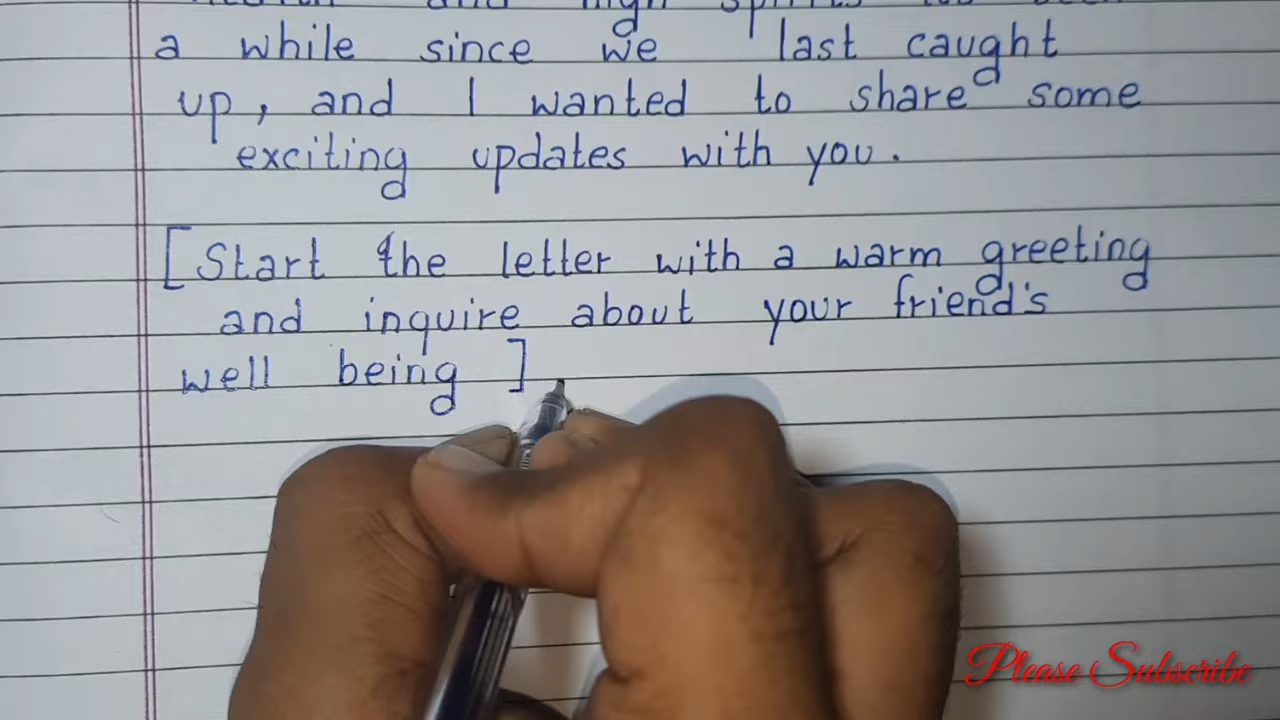 a while since we last caught
up, and I wanted to share some
exciting updates with you.
[Start the letter with a warm greeting
and inquire about your friend's
well being]
Please Subscribe